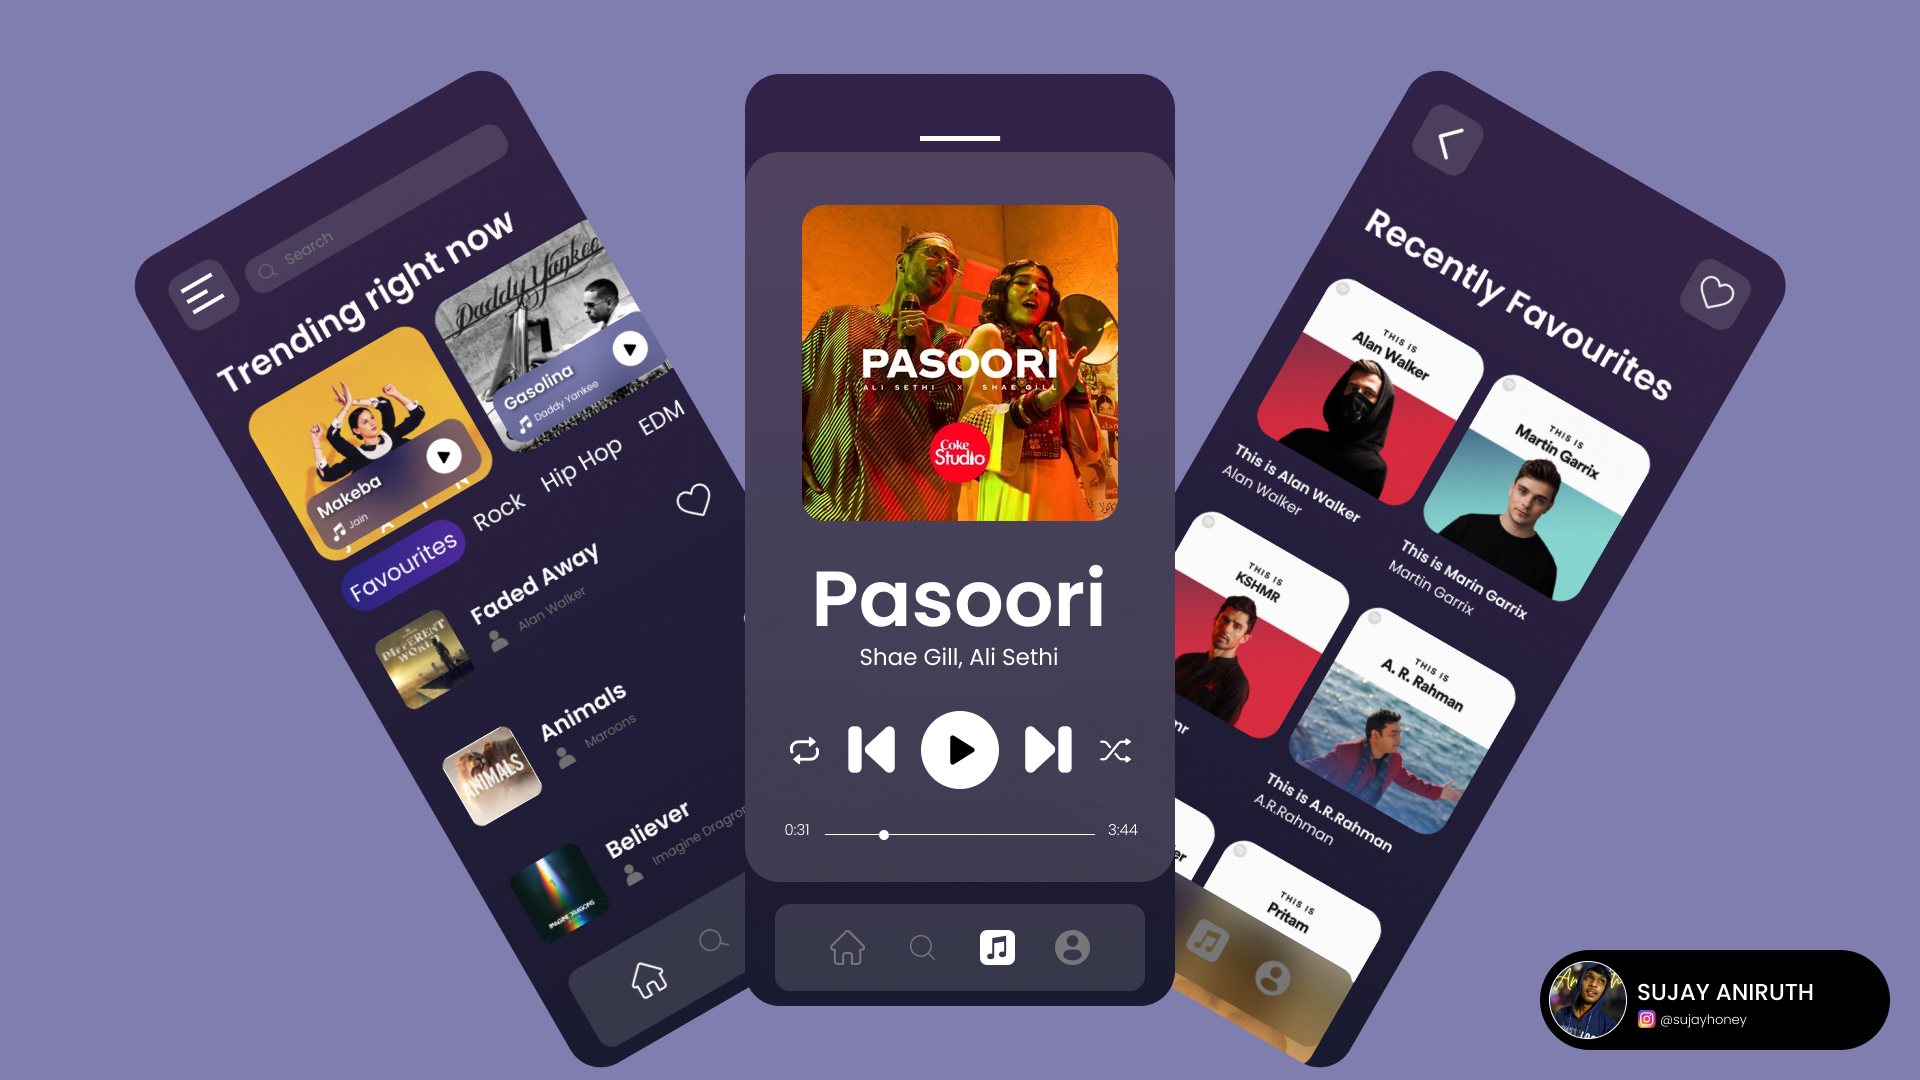 Search
Trending right now
Daddy Yankee
Makeba
Jain
Gasolina
Daddy Yankee
Favourites
Rock
Hip Hop
EDM
DIFFERENT
WORLD
Faded Away
Alan Walker
ANIMALS
Animals
Maroons
IMAGINE DRAGONS
Believer
Imagine Dragron
PASOORI
ALI SETHI X SHAE GILL
Coke
Studio
Pasoori
Shae Gill, Ali Sethi
0:31
3:44
Recently Favourites
THIS IS
Alan Walker
This is Alan Walker
Alan Walker
THIS IS
Martin Garrix
This is Marin Garrix
Martin Garrix
THIS IS
KSHMR
THIS IS
A. R. Rahman
This is A.R.Rahman
A.R.Rahman
THIS IS
Pritam
SUJAY ANIRUTH
@sujayhoney